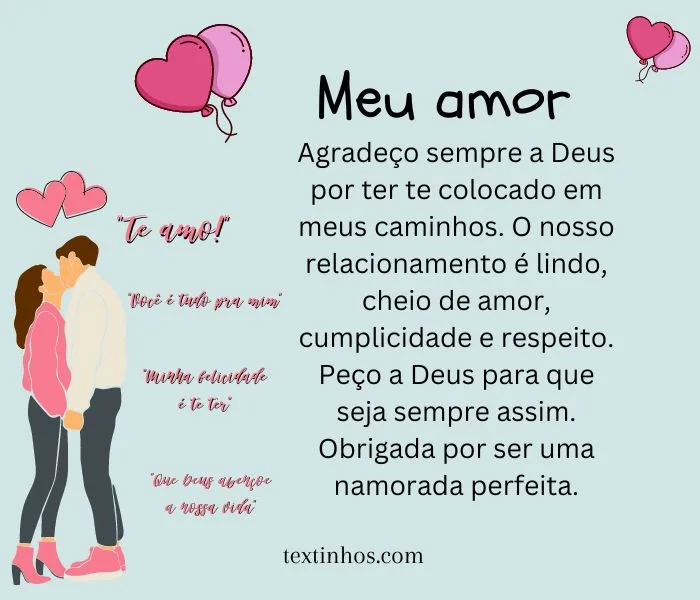 Meu amor
Agradeço sempre a Deus
por ter te colocado em
meus caminhos. O nosso
relacionamento é lindo,
cheio de amor,
cumplicidade e respeito.
Peço a Deus para que
seja sempre assim.
Obrigada por ser uma
namorada perfeita.
"Te amo!"
"Você é tudo pra mim"
"Minha felicidade
é te ter"
"Que Deus abençoe
a nossa vida"
textinhos.com